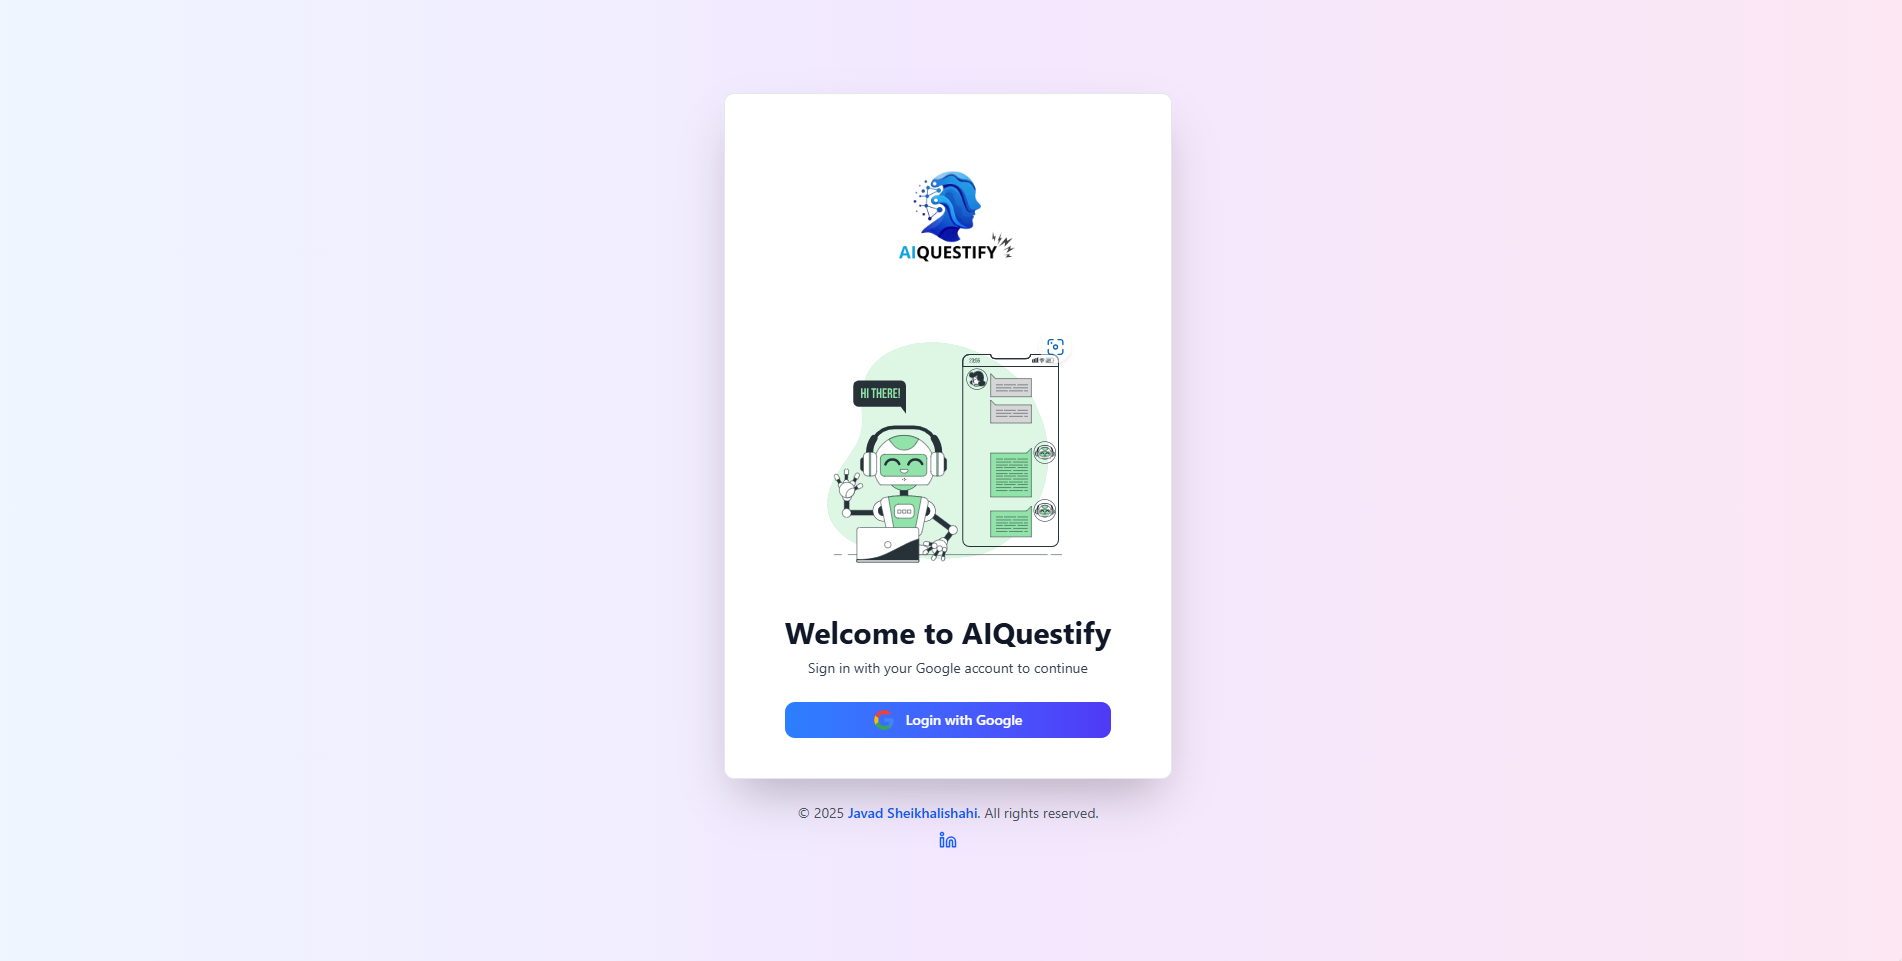 AIQUESTIFY
HI THERE!
Welcome to AIQuestify
Sign in with your Google account to continue
Login with Google
© 2025 Javad Sheikhalishahi. All rights reserved.